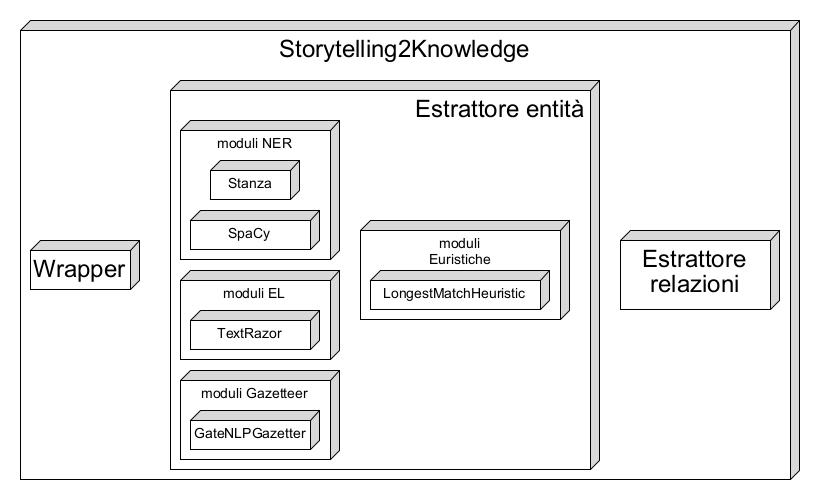 Storytelling2Knowledge
Estrattore entità
moduli NER
Stanza
SpaCy
moduli EL
TextRazor
moduli Gazetteer
GateNLPGazetter
moduli
Euristiche
LongestMatchHeuristic
Wrapper
Estrattore
relazioni